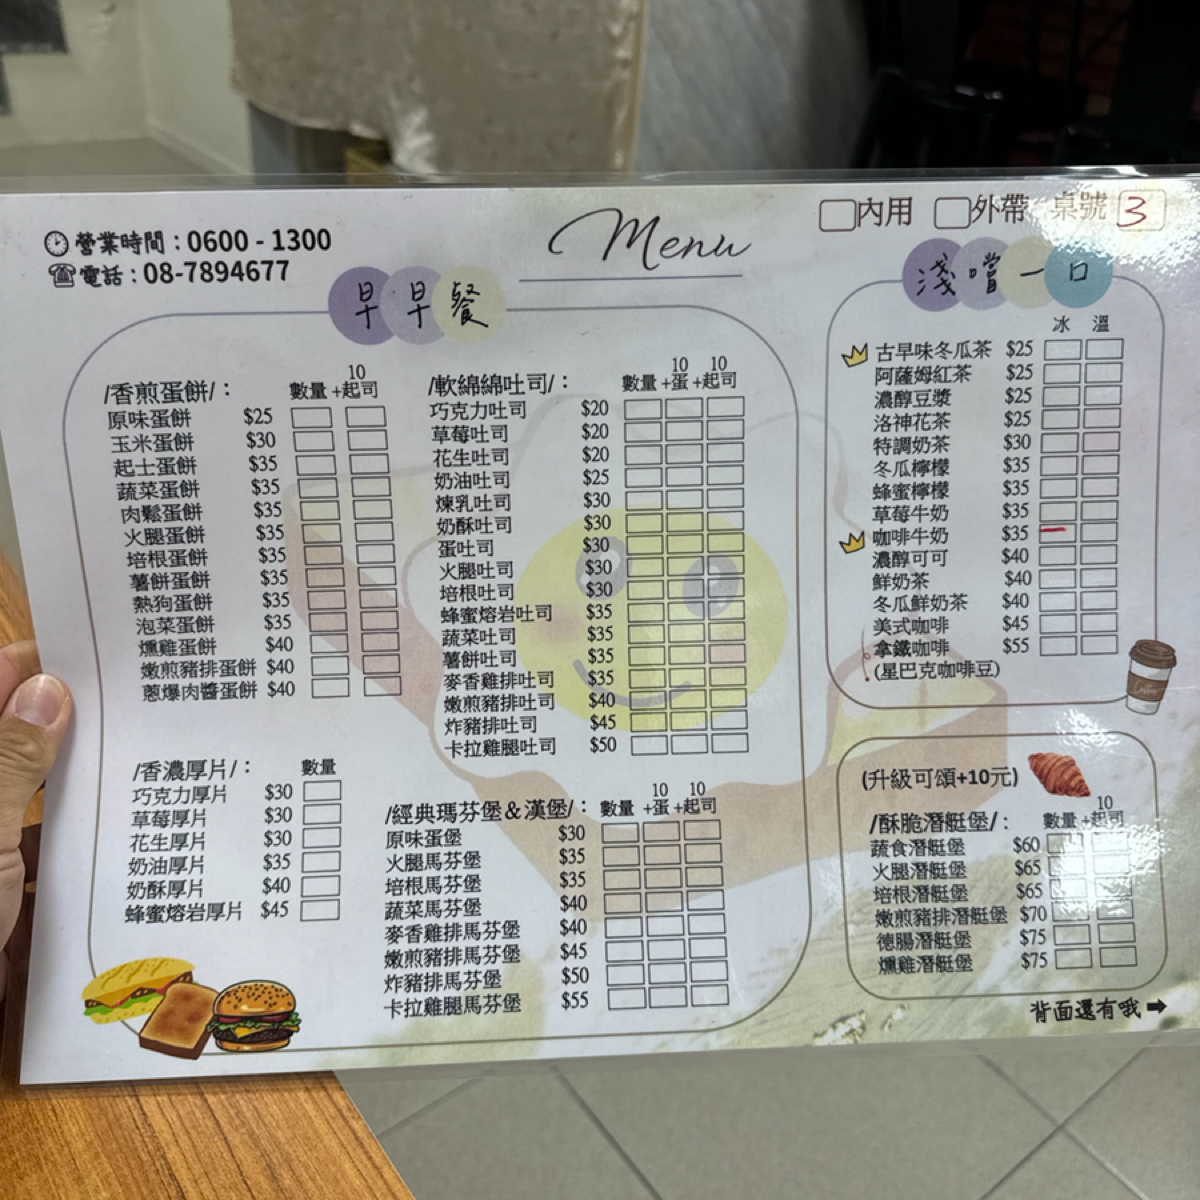 營業時間：0600 - 1300
電話：08-7894677
Menu
內用 外帶 桌號 3
早早餐
/香煎蛋餅/： 數量 +10起司
原味蛋餅 $25
玉米蛋餅 $30
起士蛋餅 $35
蔬菜蛋餅 $35
肉鬆蛋餅 $35
火腿蛋餅 $35
培根蛋餅 $35
薯餅蛋餅 $35
熱狗蛋餅 $35
泡菜蛋餅 $35
燻雞蛋餅 $40
嫩煎豬排蛋餅 $40
蔥爆肉醬蛋餅 $40
/香濃厚片/： 數量
巧克力厚片 $30
草莓厚片 $30
花生厚片 $30
奶油厚片 $35
奶酥厚片 $40
蜂蜜熔岩厚片 $45
/軟綿綿吐司/： 數量 +10蛋 +10起司
巧克力吐司 $20
草莓吐司 $20
花生吐司 $20
奶油吐司 $25
煉乳吐司 $30
奶酥吐司 $30
蛋吐司 $30
火腿吐司 $30
培根吐司 $30
蜂蜜熔岩吐司 $35
蔬菜吐司 $35
薯餅吐司 $35
麥香雞排吐司 $35
嫩煎豬排吐司 $40
炸豬排吐司 $45
卡拉雞腿吐司 $50
/經典瑪芬堡＆漢堡/： 數量 +10蛋 +10起司
原味蛋堡 $30
火腿馬芬堡 $35
培根馬芬堡 $35
蔬菜馬芬堡 $40
麥香雞排馬芬堡 $40
嫩煎豬排馬芬堡 $45
炸豬排馬芬堡 $50
卡拉雞腿馬芬堡 $55
淺嚐一口
冰 溫
古早味冬瓜茶 $25
阿薩姆紅茶 $25
濃醇豆漿 $25
洛神花茶 $25
特調奶茶 $30
冬瓜檸檬 $35
蜂蜜檸檬 $35
草莓牛奶 $35
咖啡牛奶 $35
濃醇可可 $40
鮮奶茶 $40
冬瓜鮮奶茶 $40
美式咖啡 $45
拿鐵咖啡 $55
(星巴克咖啡豆)
Coffee
(升級可頌+10元)
/酥脆潛艇堡/： 數量 +10起司
蔬食潛艇堡 $60
火腿潛艇堡 $65
培根潛艇堡 $65
嫩煎豬排潛艇堡 $70
德腸潛艇堡 $75
燻雞潛艇堡 $75
背面還有哦➡